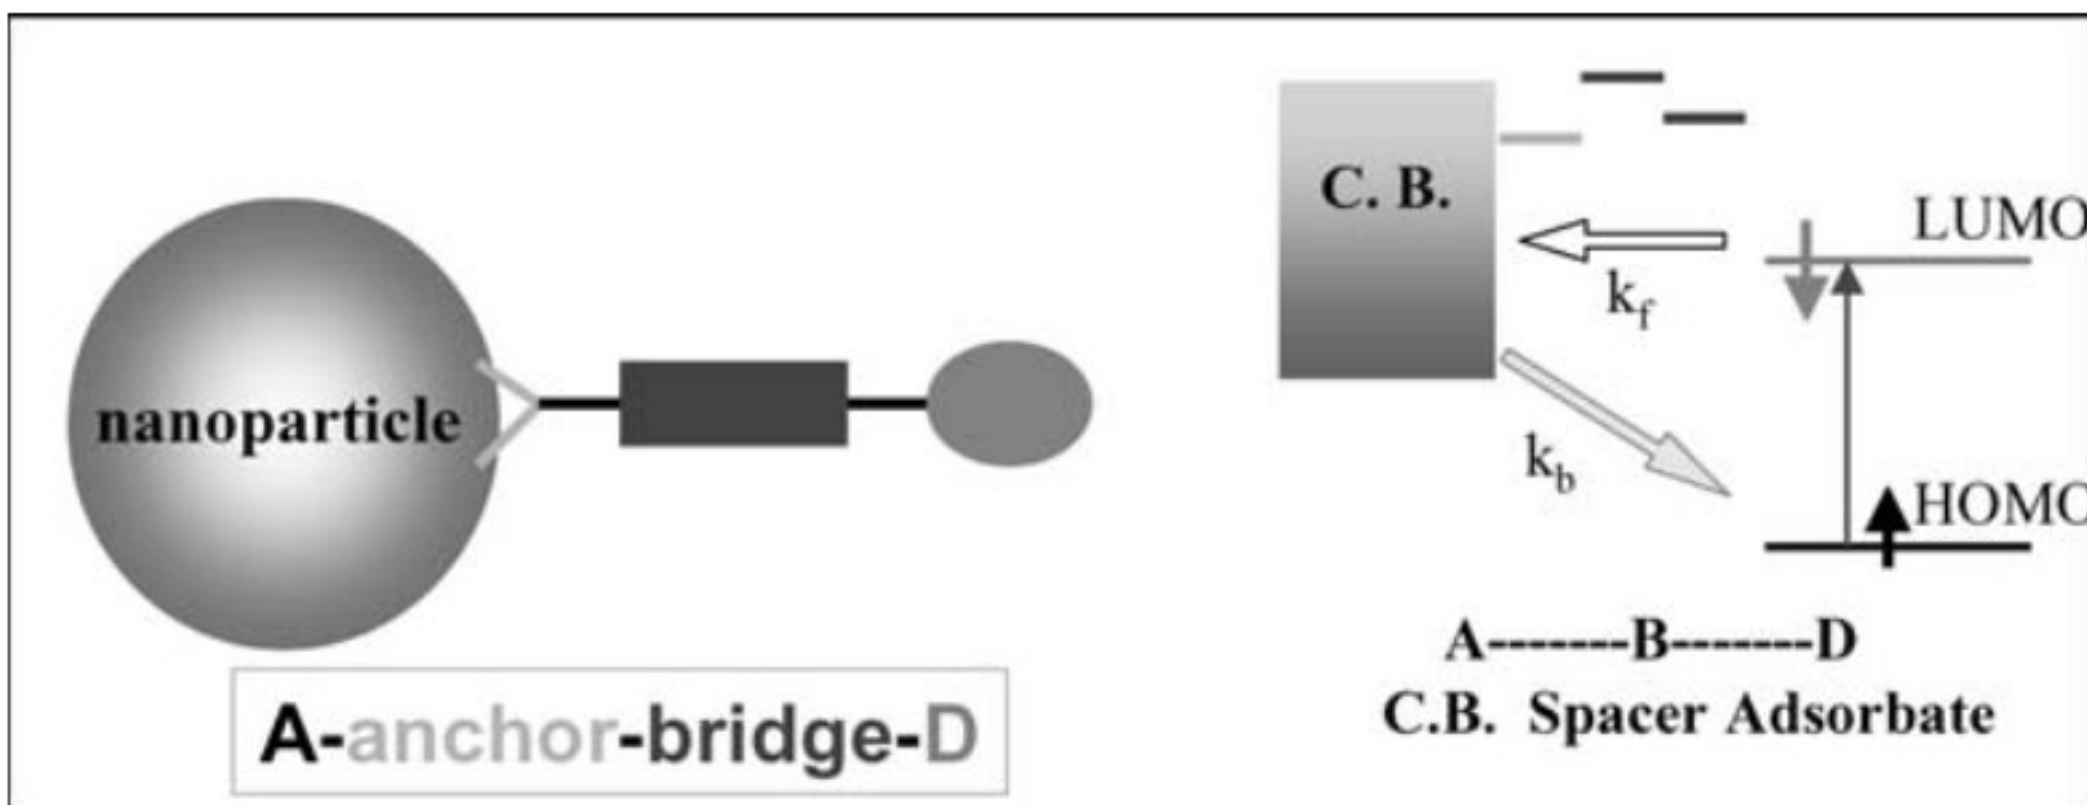 nanoparticle
A-anchor-bridge-D
C. B.
LUMO
k_f
k_b
HOMO
A-------B-------D
C.B. Spacer Adsorbate